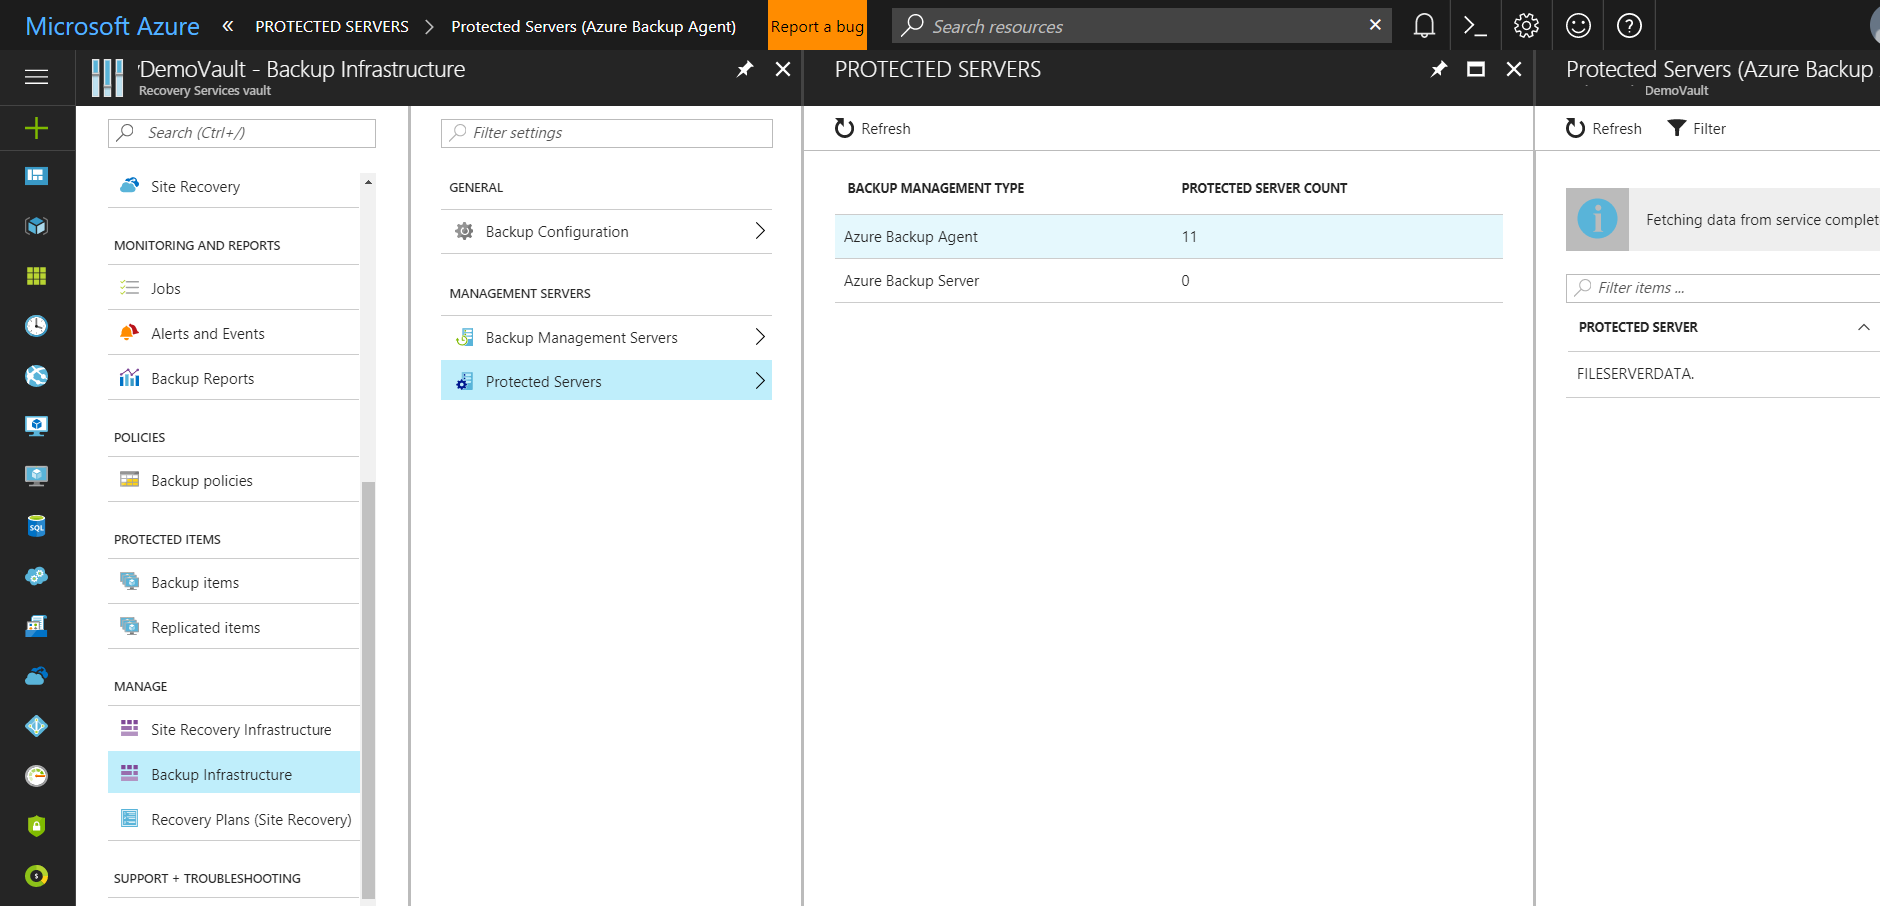 Microsoft Azure « PROTECTED SERVERS > Protected Servers (Azure Backup Agent)
Report a bug
Search resources
DemoVault - Backup Infrastructure
Recovery Services vault
Search (Ctrl+/)
Site Recovery
MONITORING AND REPORTS
Jobs
Alerts and Events
Backup Reports
POLICIES
Backup policies
PROTECTED ITEMS
Backup items
Replicated items
MANAGE
Site Recovery Infrastructure
Backup Infrastructure
Recovery Plans (Site Recovery)
SUPPORT + TROUBLESHOOTING
SQL
Filter settings
GENERAL
Backup Configuration
MANAGEMENT SERVERS
Backup Management Servers
Protected Servers
PROTECTED SERVERS
Refresh
BACKUP MANAGEMENT TYPE PROTECTED SERVER COUNT
Azure Backup Agent 11
Azure Backup Server 0
Protected Servers (Azure Backup
DemoVault
Refresh Filter
Fetching data from service complet
Filter items ...
PROTECTED SERVER
FILESERVERDATA.